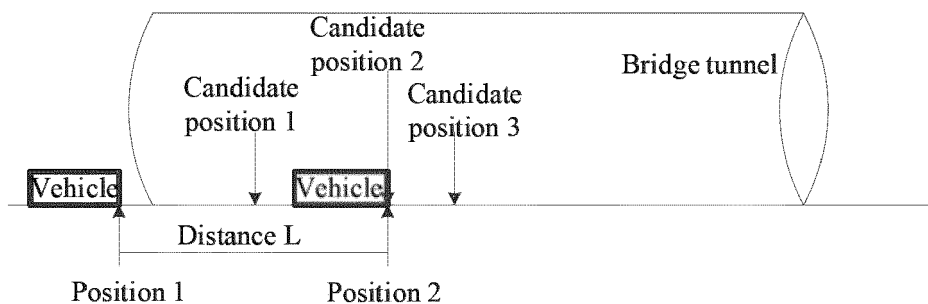 Candidate
position 2
Bridge tunnel
Candidate
position 1
Candidate
position 3
Vehicle
Vehicle
Distance L
Position 1
Position 2